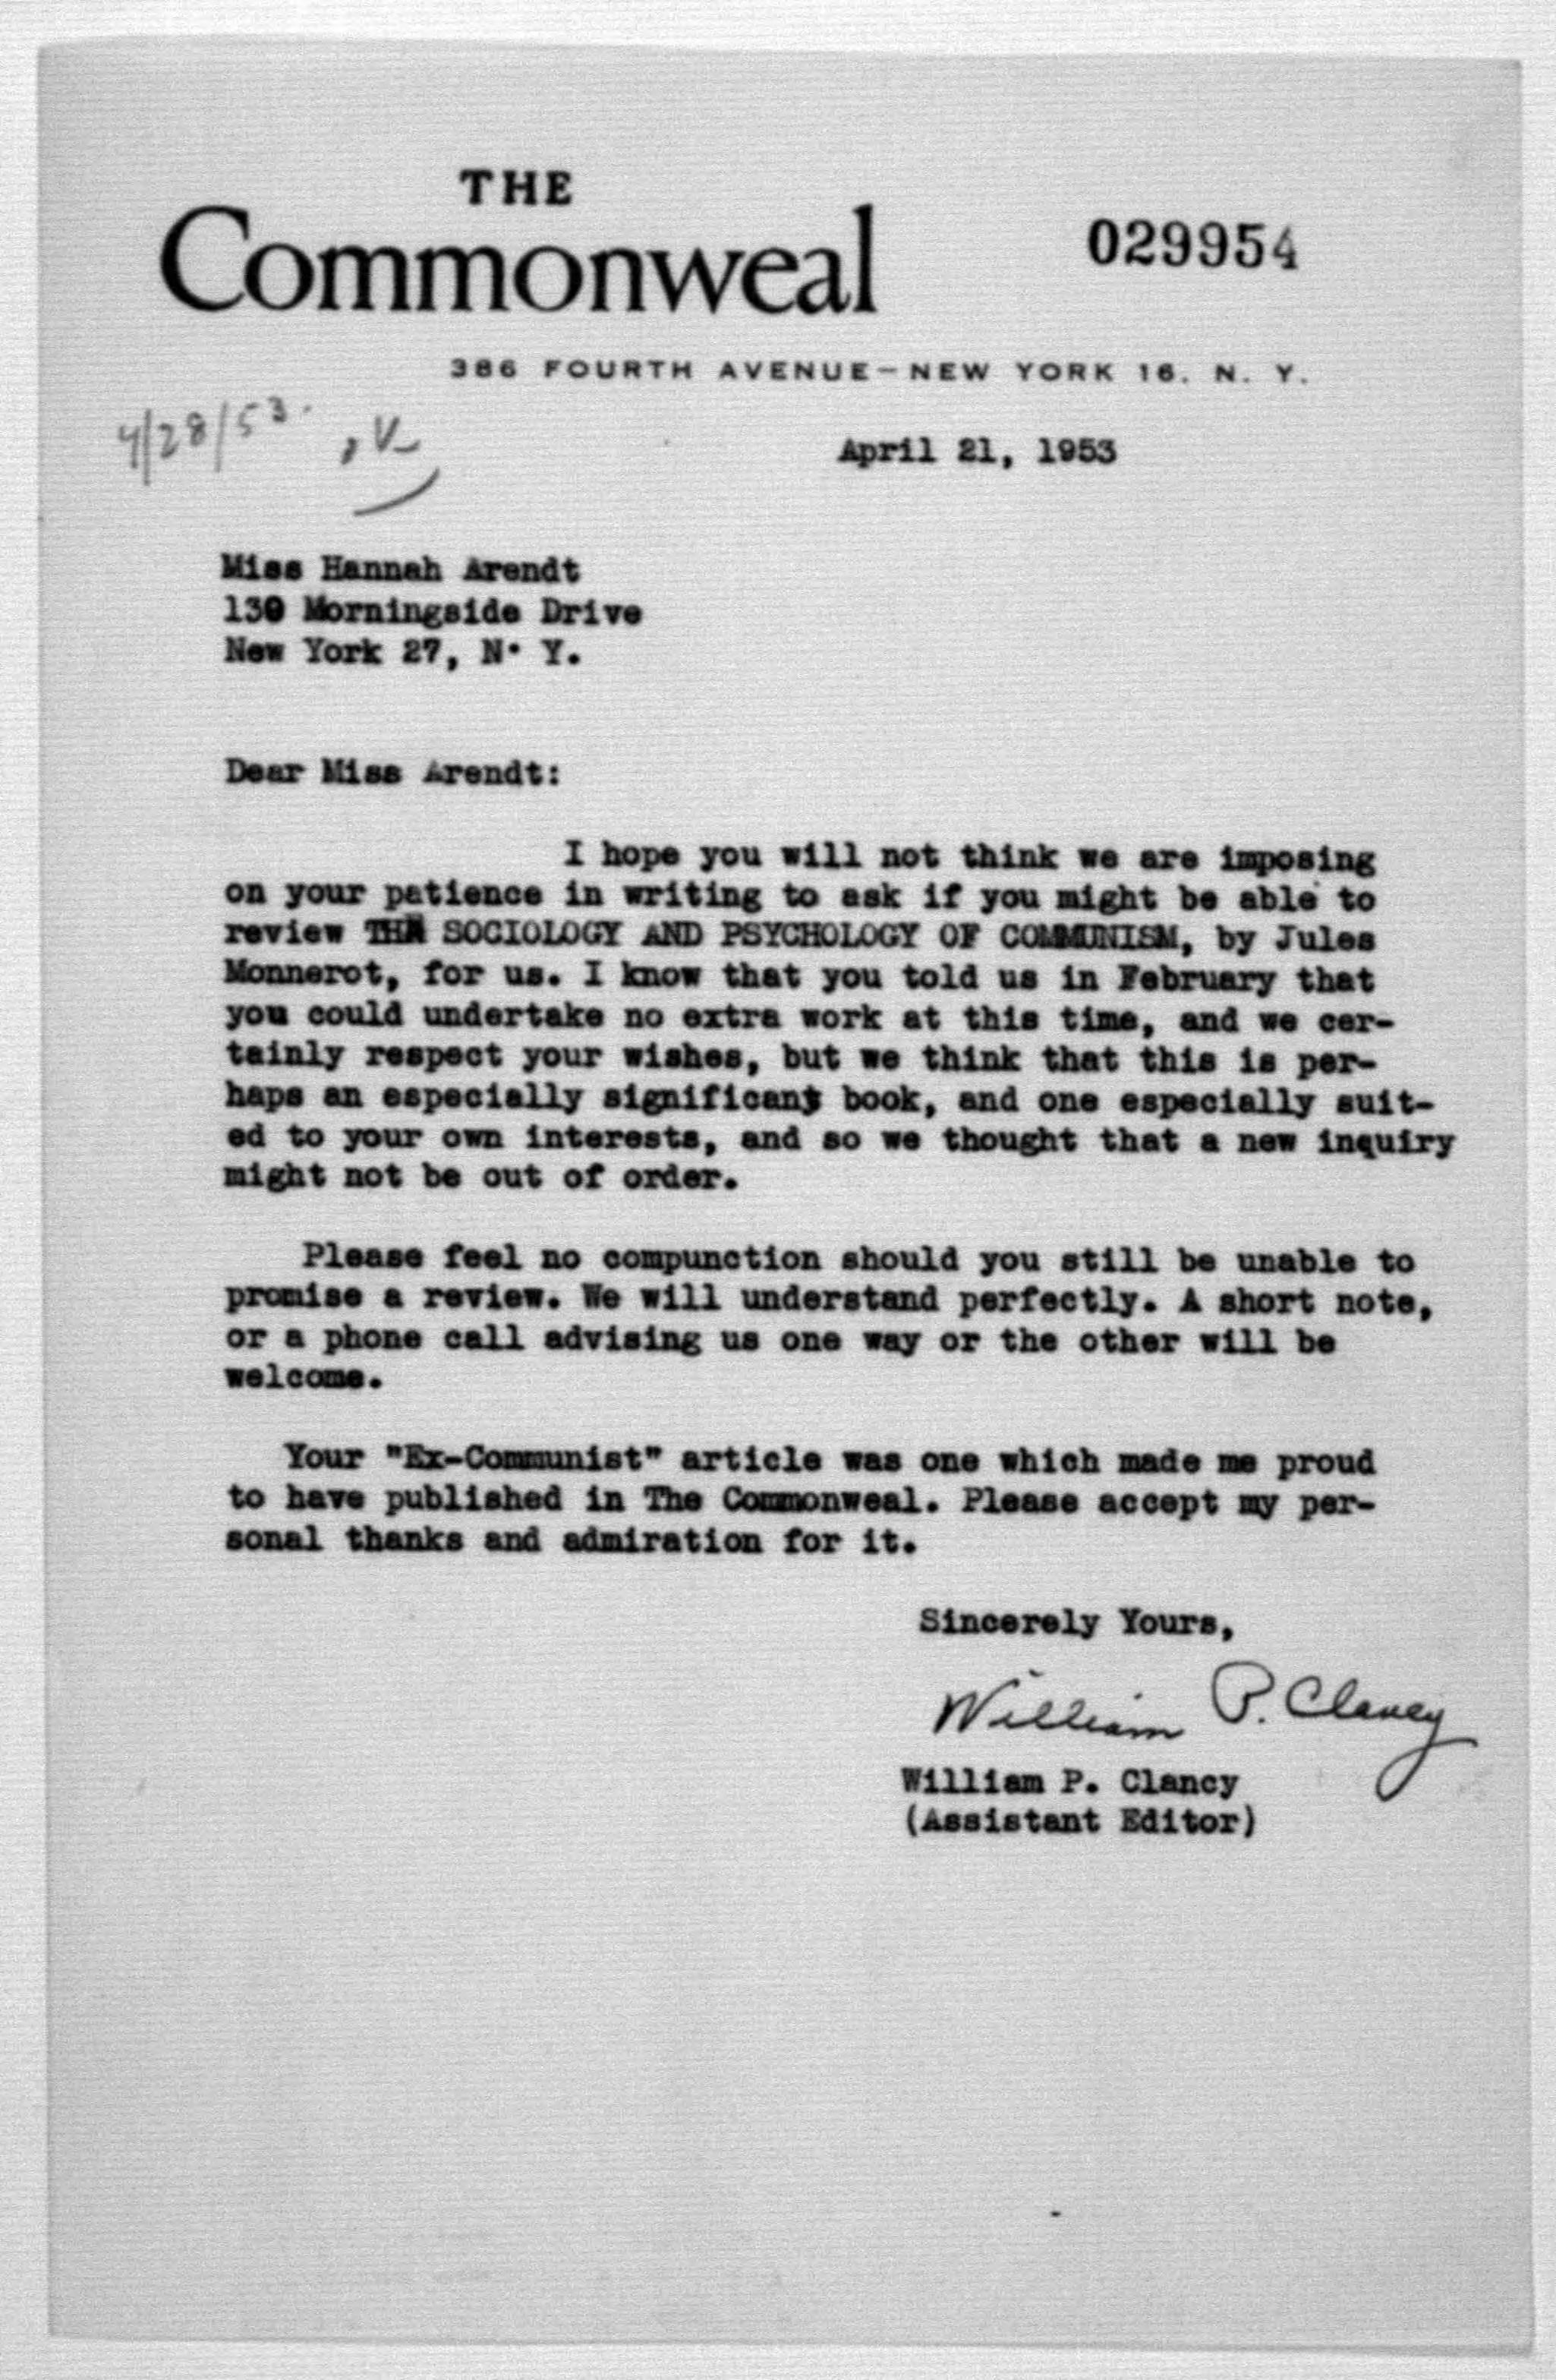 THE
Commonweal
029954
386 FOURTH AVENUE—NEW YORK 16. N. Y.
4/28/53.
April 21, 1953
Miss Hannah Arendt
130 Morningside Drive
New York 27, N. Y.
Dear Miss Arendt:
I hope you will not think we are imposing
on your patience in writing to ask if you might be able to
review THE SOCIOLOGY AND PSYCHOLOGY OF COMMUNISM, by Jules
Monnerot, for us. I know that you told us in February that
you could undertake no extra work at this time, and we cer-
tainly respect your wishes, but we think that this is per-
haps an especially significant book, and one especially suit-
ed to your own interests, and so we thought that a new inquiry
might not be out of order.
Please feel no compunction should you still be unable to
promise a review. We will understand perfectly. A short note,
or a phone call advising us one way or the other will be
welcome.
Your "Ex-Communist" article was one which made me proud
to have published in The Commonweal. Please accept my per-
sonal thanks and admiration for it.
Sincerely Yours,
William P. Clancy
William P. Clancy
(Assistant Editor)